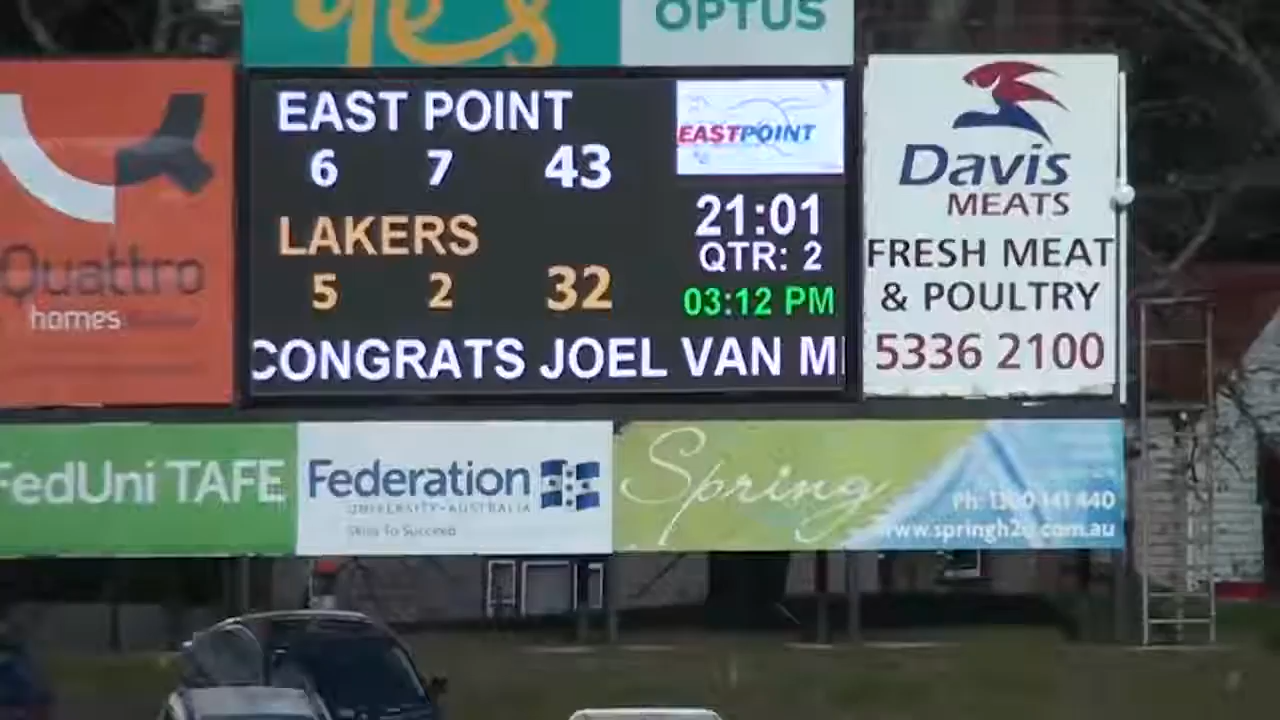 yes
OPTUS
EAST POINT
6 7 43
EASTPOINT
LAKERS
5 2 32
21:01
QTR: 2
03:12 PM
CONGRATS JOEL VAN M
Quattro
homes
Davis
MEATS
FRESH MEAT
& POULTRY
5336 2100
FedUni TAFE
Federation
UNIVERSITY • AUSTRALIA
Skills To Succeed
Spring
Ph: 1300 141 440
www.springh2o.com.au